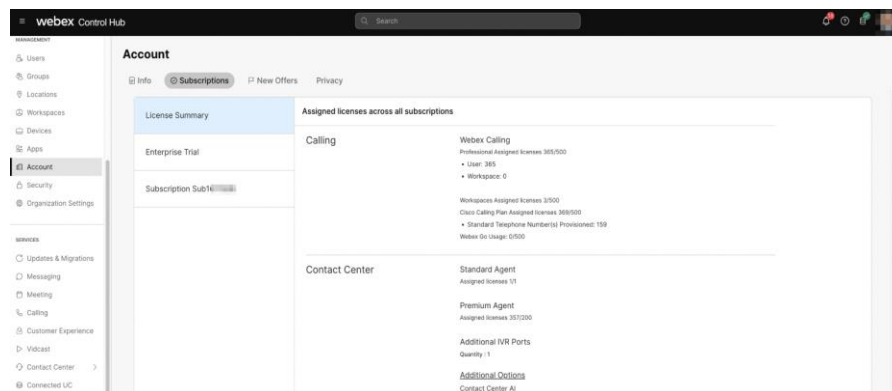 webex Control Hub
Search
MANAGEMENT
Users
Groups
Locations
Workspaces
Devices
Apps
Account
Security
Organization Settings
SERVICES
Updates & Migrations
Messaging
Meeting
Calling
Customer Experience
Vidcast
Contact Center
Connected UC
Account
Info
Subscriptions
New Offers
Privacy
License Summary
Enterprise Trial
Subscription
Assigned licenses across all subscriptions
Calling
Webex Calling
Professional Assigned licenses 365/500
• User: 365
• Workspace: 0
Workspaces Assigned licenses 3/500
Cisco Calling Plan Assigned licenses 369/500
• Standard Telephone Number(s) Provisioned: 159
Webex Go Usage: 0/500
Contact Center
Standard Agent
Assigned licenses 1/1
Premium Agent
Assigned licenses 357/200
Additional IVR Ports
Quantity : 1
Additional Options
Contact Center AI